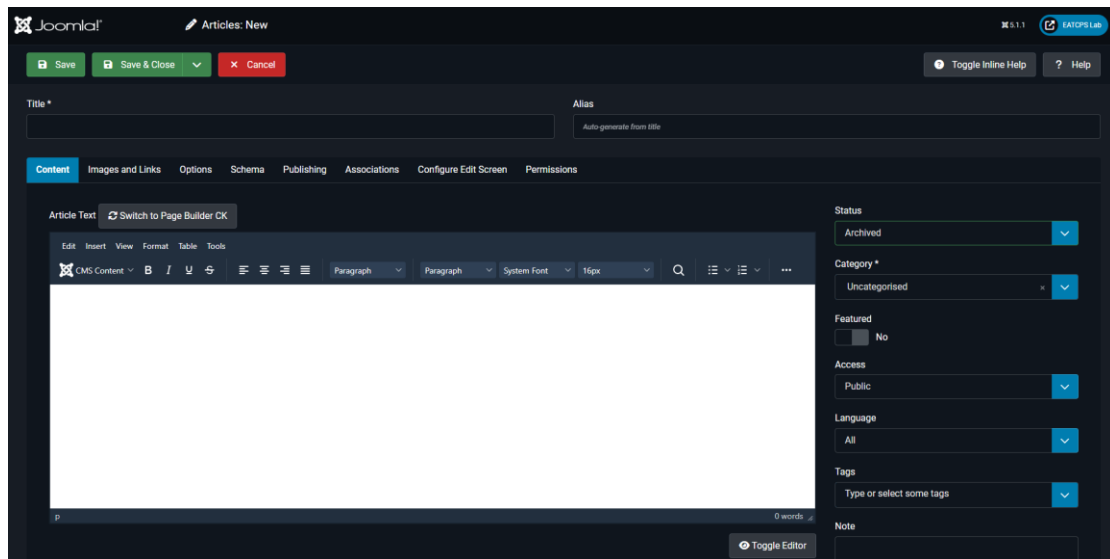 Joomla!® Articles: New 5.1.1 EATCPS Lab
Save Save & Close × Cancel Toggle Inline Help ? Help
Title * Alias
Auto-generate from title
Content Images and Links Options Schema Publishing Associations Configure Edit Screen Permissions
Article Text Switch to Page Builder CK
Edit Insert View Format Table Tools
CMS Content B I U S Paragraph Paragraph System Font 16px ...
p 0 words
Toggle Editor
Status
Archived
Category *
Uncategorised ×
Featured
No
Access
Public
Language
All
Tags
Type or select some tags
Note